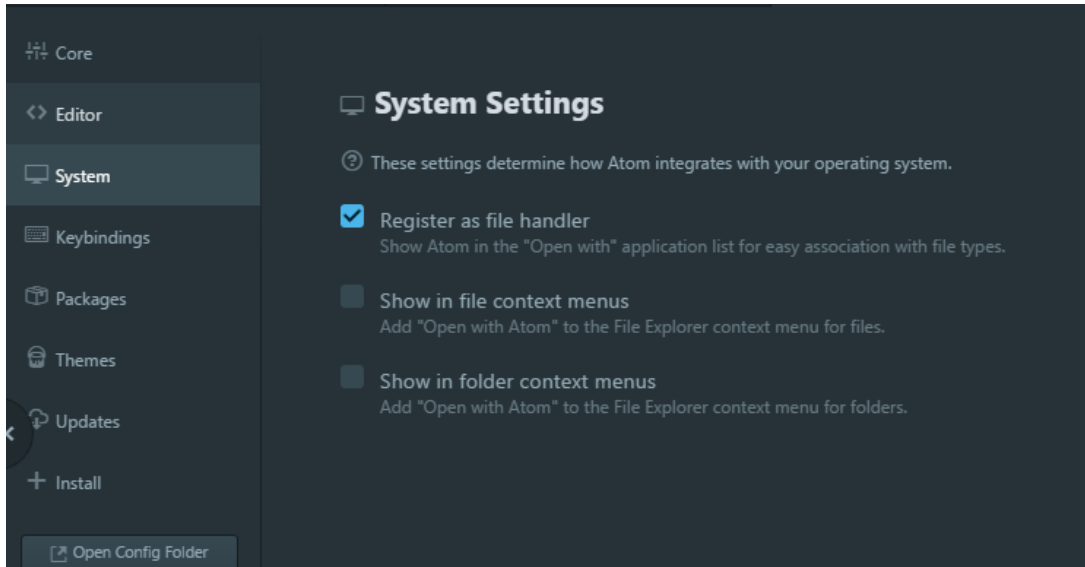 Core
Editor
System
Keybindings
Packages
Themes
Updates
Install
Open Config Folder
System Settings
These settings determine how Atom integrates with your operating system.
Register as file handler
Show Atom in the "Open with" application list for easy association with file types.
Show in file context menus
Add "Open with Atom" to the File Explorer context menu for files.
Show in folder context menus
Add "Open with Atom" to the File Explorer context menu for folders.